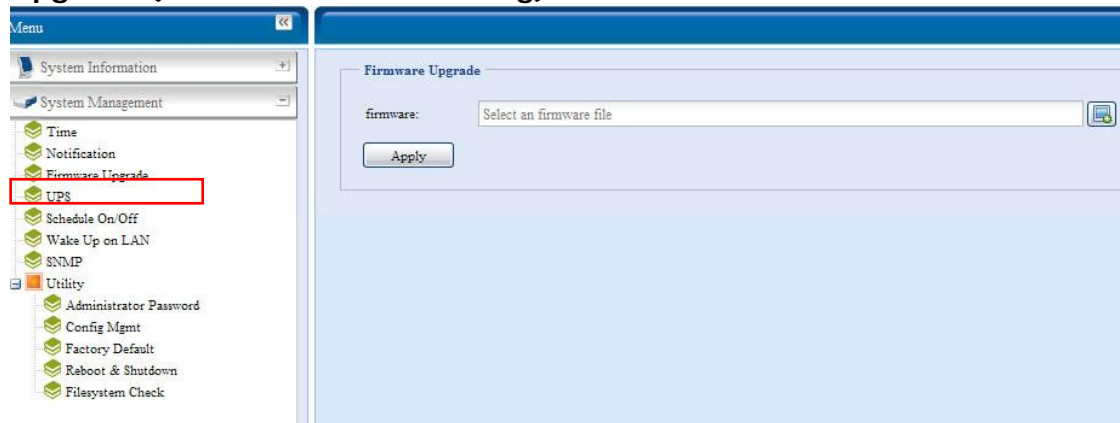 Menu
System Information
System Management
Time
Notification
Firmware Upgrade
UPS
Schedule On/Off
Wake Up on LAN
SNMP
Utility
Administrator Password
Config Mgmt
Factory Default
Reboot & Shutdown
Filesystem Check
Firmware Upgrade
firmware: Select an firmware file
Apply